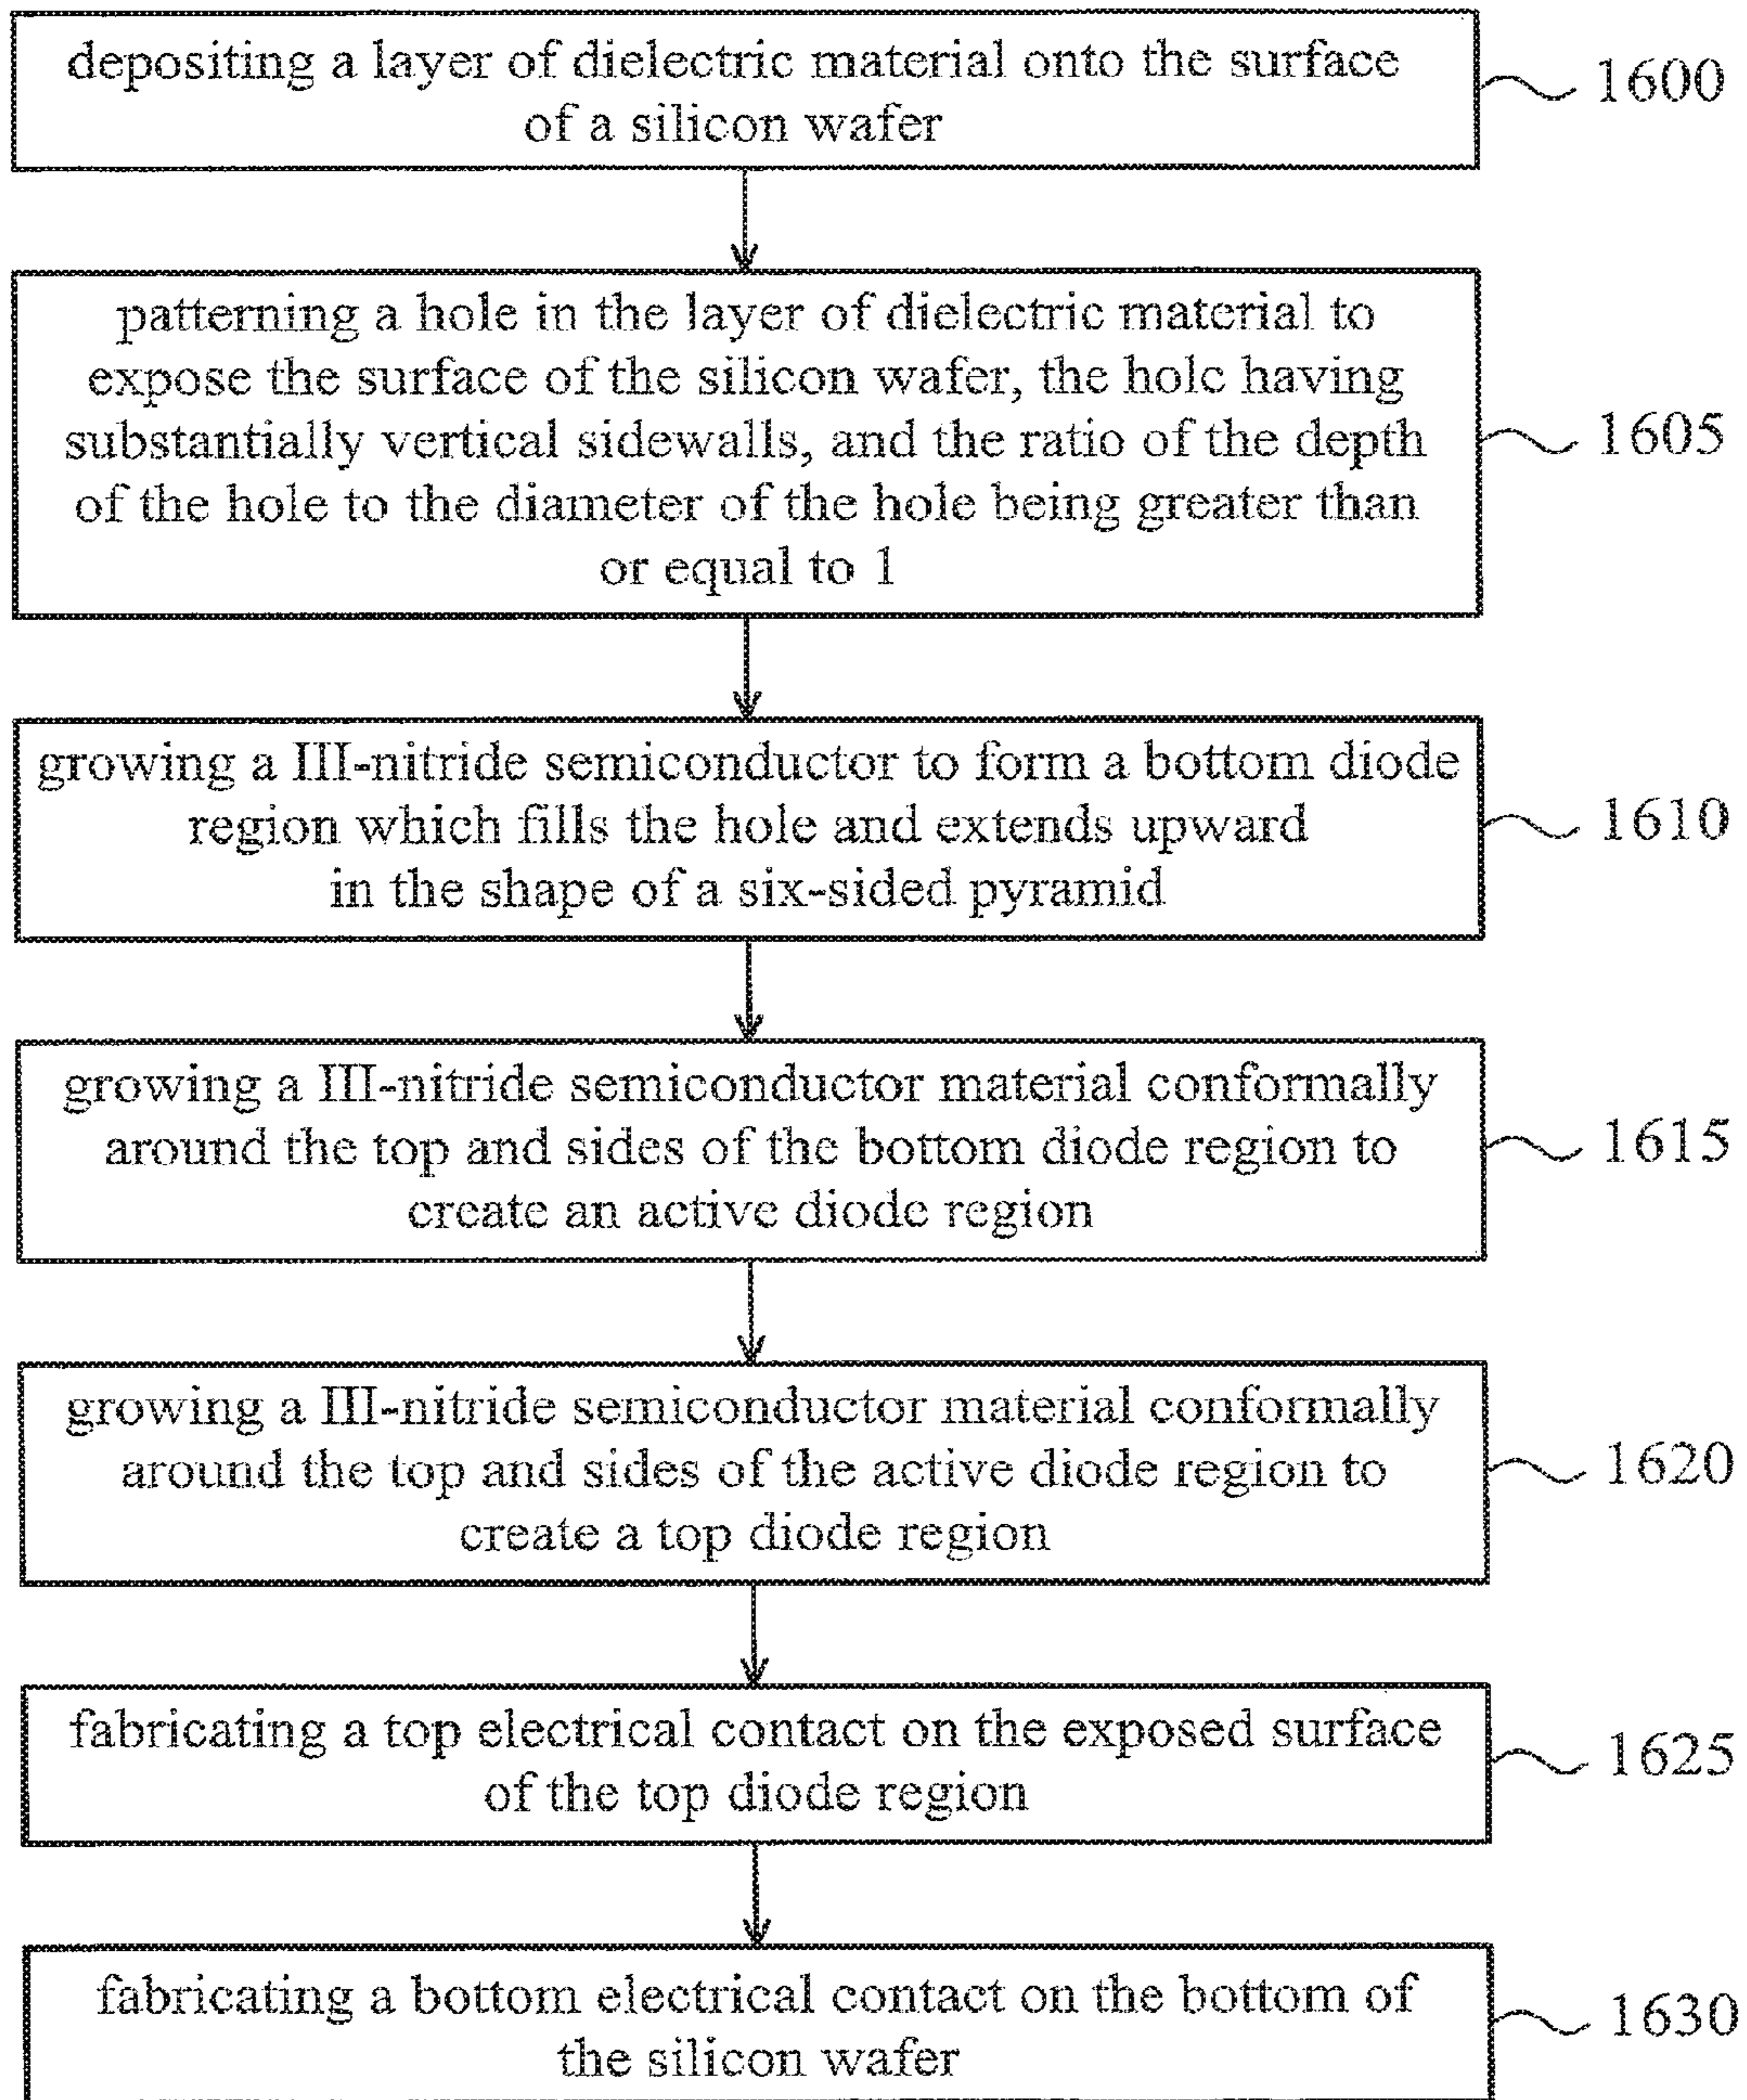 depositing a layer of dielectric material onto the surface
of a silicon wafer
1600
patterning a hole in the layer of dielectric material to
expose the surface of the silicon wafer, the hole having
substantially vertical sidewalls, and the ratio of the depth
of the hole to the diameter of the hole being greater than
or equal to 1
1605
growing a III-nitride semiconductor to form a bottom diode
region which fills the hole and extends upward
in the shape of a six-sided pyramid
1610
growing a III-nitride semiconductor material conformally
around the top and sides of the bottom diode region to
create an active diode region
1615
growing a III-nitride semiconductor material conformally
around the top and sides of the active diode region to
create a top diode region
1620
fabricating a top electrical contact on the exposed surface
of the top diode region
1625
fabricating a bottom electrical contact on the bottom of
the silicon wafer
1630